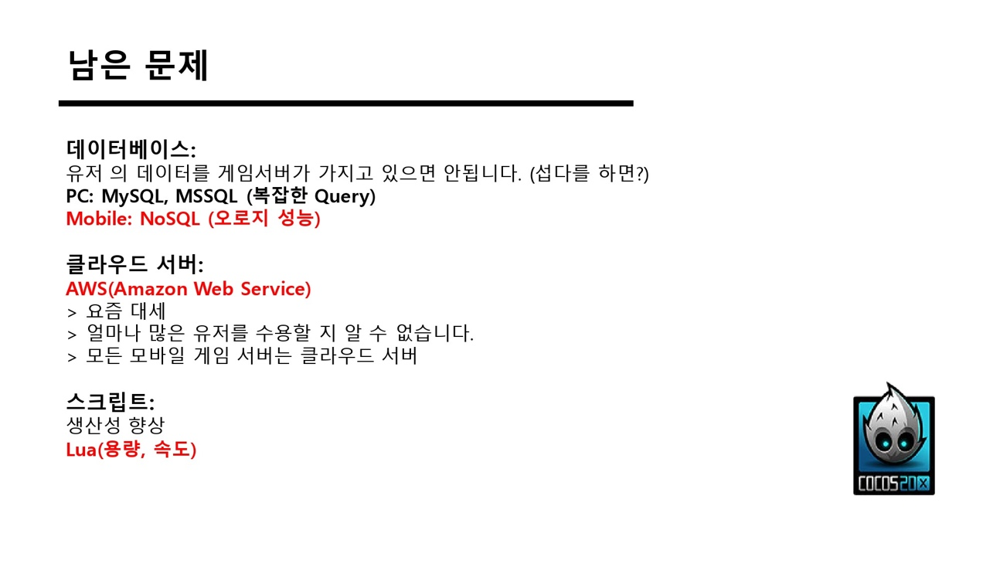 남은 문제
데이터베이스:
유저 의 데이터를 게임서버가 가지고 있으면 안됩니다. (섭다를 하면?)
PC: MySQL, MSSQL (복잡한 Query)
Mobile: NoSQL (오로지 성능)
클라우드 서버:
AWS(Amazon Web Service)
> 요즘 대세
> 얼마나 많은 유저를 수용할 지 알 수 없습니다.
> 모든 모바일 게임 서버는 클라우드 서버
스크립트:
생산성 향상
Lua(용량, 속도)
COCOS2DX